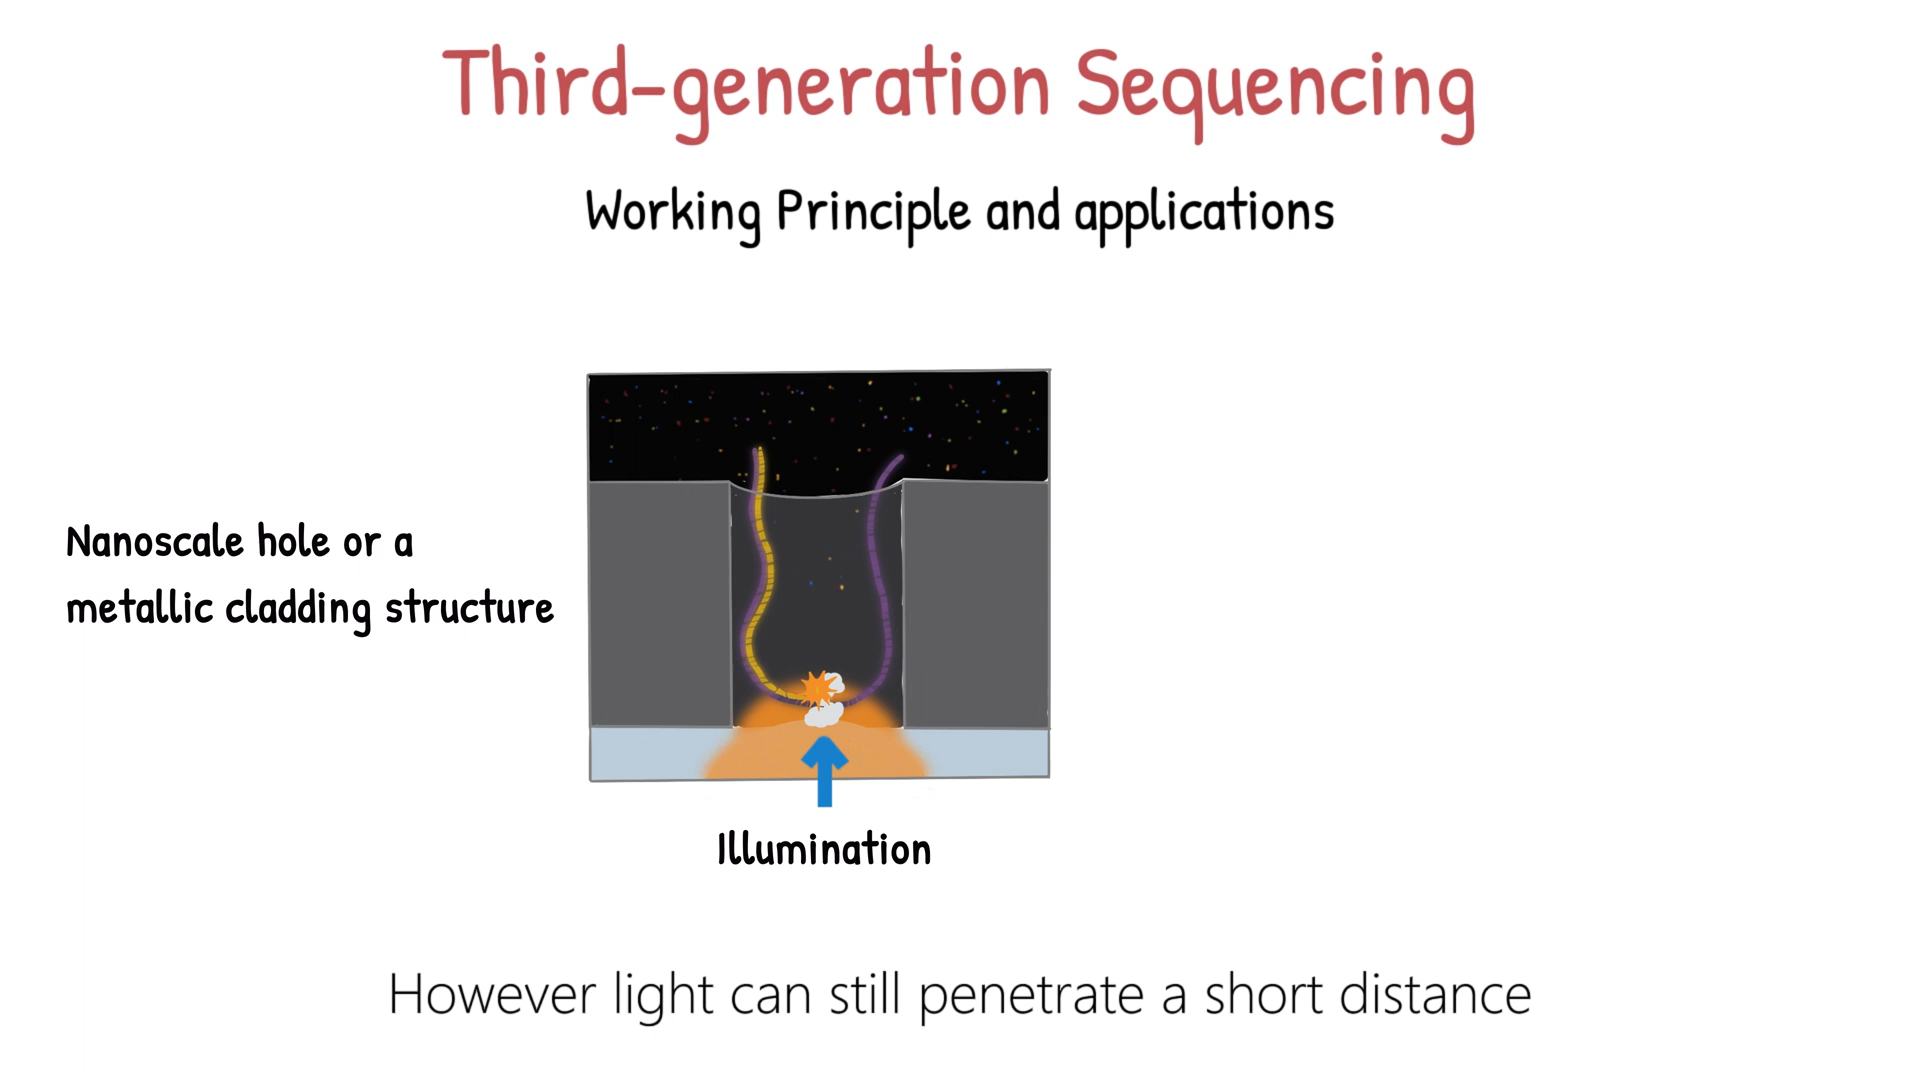 Third-generation Sequencing
Working Principle and applications
Nanoscale hole or a
metallic cladding structure
Illumination
However light can still penetrate a short distance